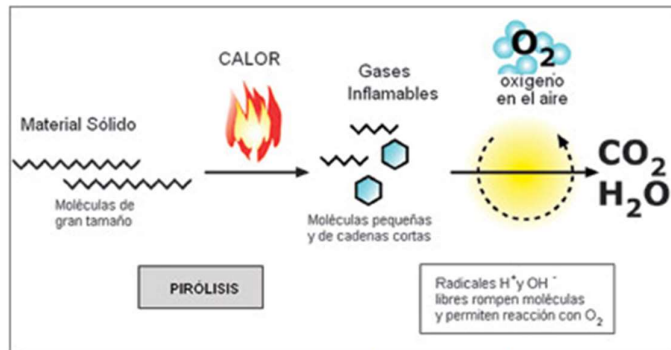 Material Sólido
Moléculas de
gran tamaño
CALOR
PIRÓLISIS
Gases
Inflamables
Moléculas pequeñas
y de cadenas cortas
O₂
oxígeno
en el aire
CO₂
H₂O
Radicales H⁺y OH⁻
libres rompen moléculas
y permiten reacción con O₂